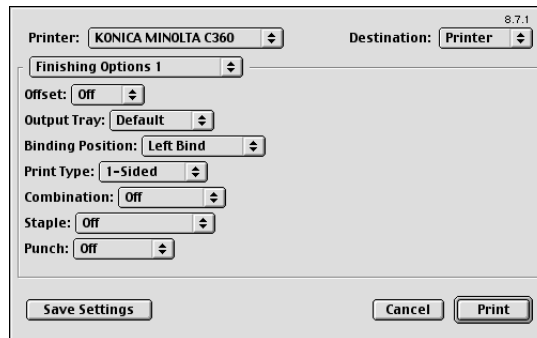 8.7.1
Printer: KONICA MINOLTA C360 Destination: Printer
Finishing Options 1
Offset: Off
Output Tray: Default
Binding Position: Left Bind
Print Type: 1-Sided
Combination: Off
Staple: Off
Punch: Off
Save Settings Cancel Print